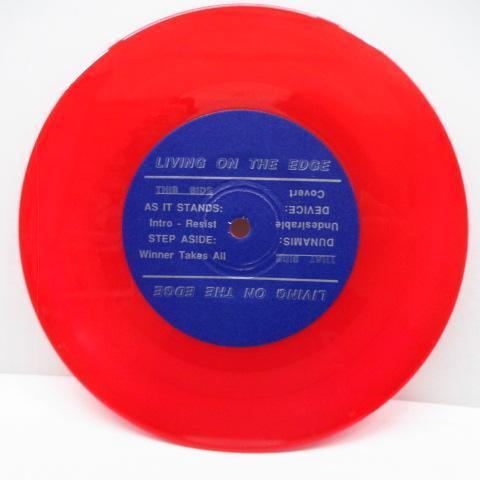 LIVING ON THE EDGE
THIS SIDE
AS IT STANDS:
Intro - Resist
STEP ASIDE:
Winner Takes All
LIVING ON THE EDGE
THAT SIDE
DUNAMIS:
Undesirable
DEVICE:
Covert